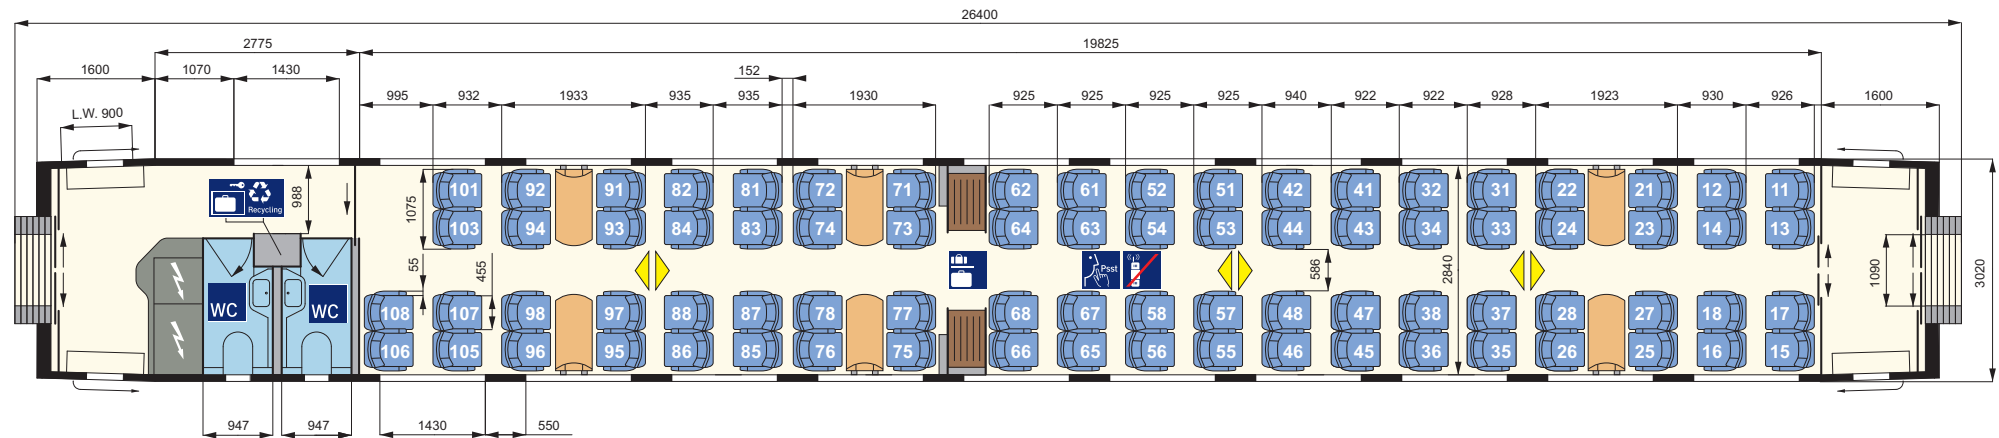 26400
2775 19825
1600 1070 1430 152
L.W. 900 995 932 1933 935 935 1930 925 925 925 925 940 922 922 928 1923 930 926 1600
101 92 91 82 81 72 71 62 61 52 51 42 41 32 31 22 21 12 11
Recycling 988 1075
103 94 93 84 83 74 73 64 63 54 53 44 43 34 33 24 23 14 13
55 455 Psst 586 2840 1090 3020
WC WC
108 107 98 97 88 87 78 77 68 67 58 57 48 47 38 37 28 27 18 17
106 105 96 95 86 85 76 75 66 65 56 55 46 45 36 35 26 25 16 15
947 947 1430 550